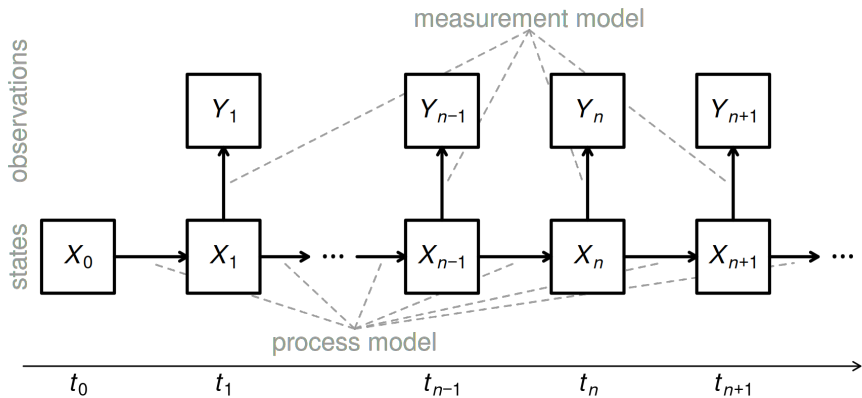 measurement model
observations
Y₁ Yₙ₋₁ Yₙ Yₙ₊₁
states
X₀ X₁ ... Xₙ₋₁ Xₙ Xₙ₊₁ ...
process model
t₀ t₁ tₙ₋₁ tₙ tₙ₊₁